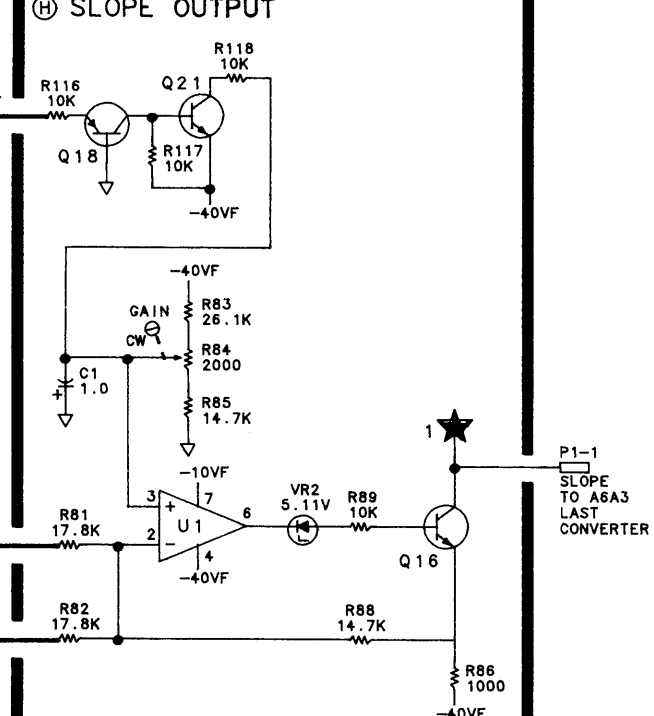 (H) SLOPE OUTPUT
R118
10K
R116
10K
Q21
Q18
R117
10K
-40VF
-40VF
R83
26.1K
GAIN
CW
R84
2000
C1
1.0
+
R85
14.7K
1
P1-1
SLOPE
TO A6A3
LAST
CONVERTER
-10VF
3
+
7
VR2
5.11V
R89
10K
R81
17.8K
U1
6
2
-
4
-40VF
Q16
R82
17.8K
R88
14.7K
R86
1000
-40VF